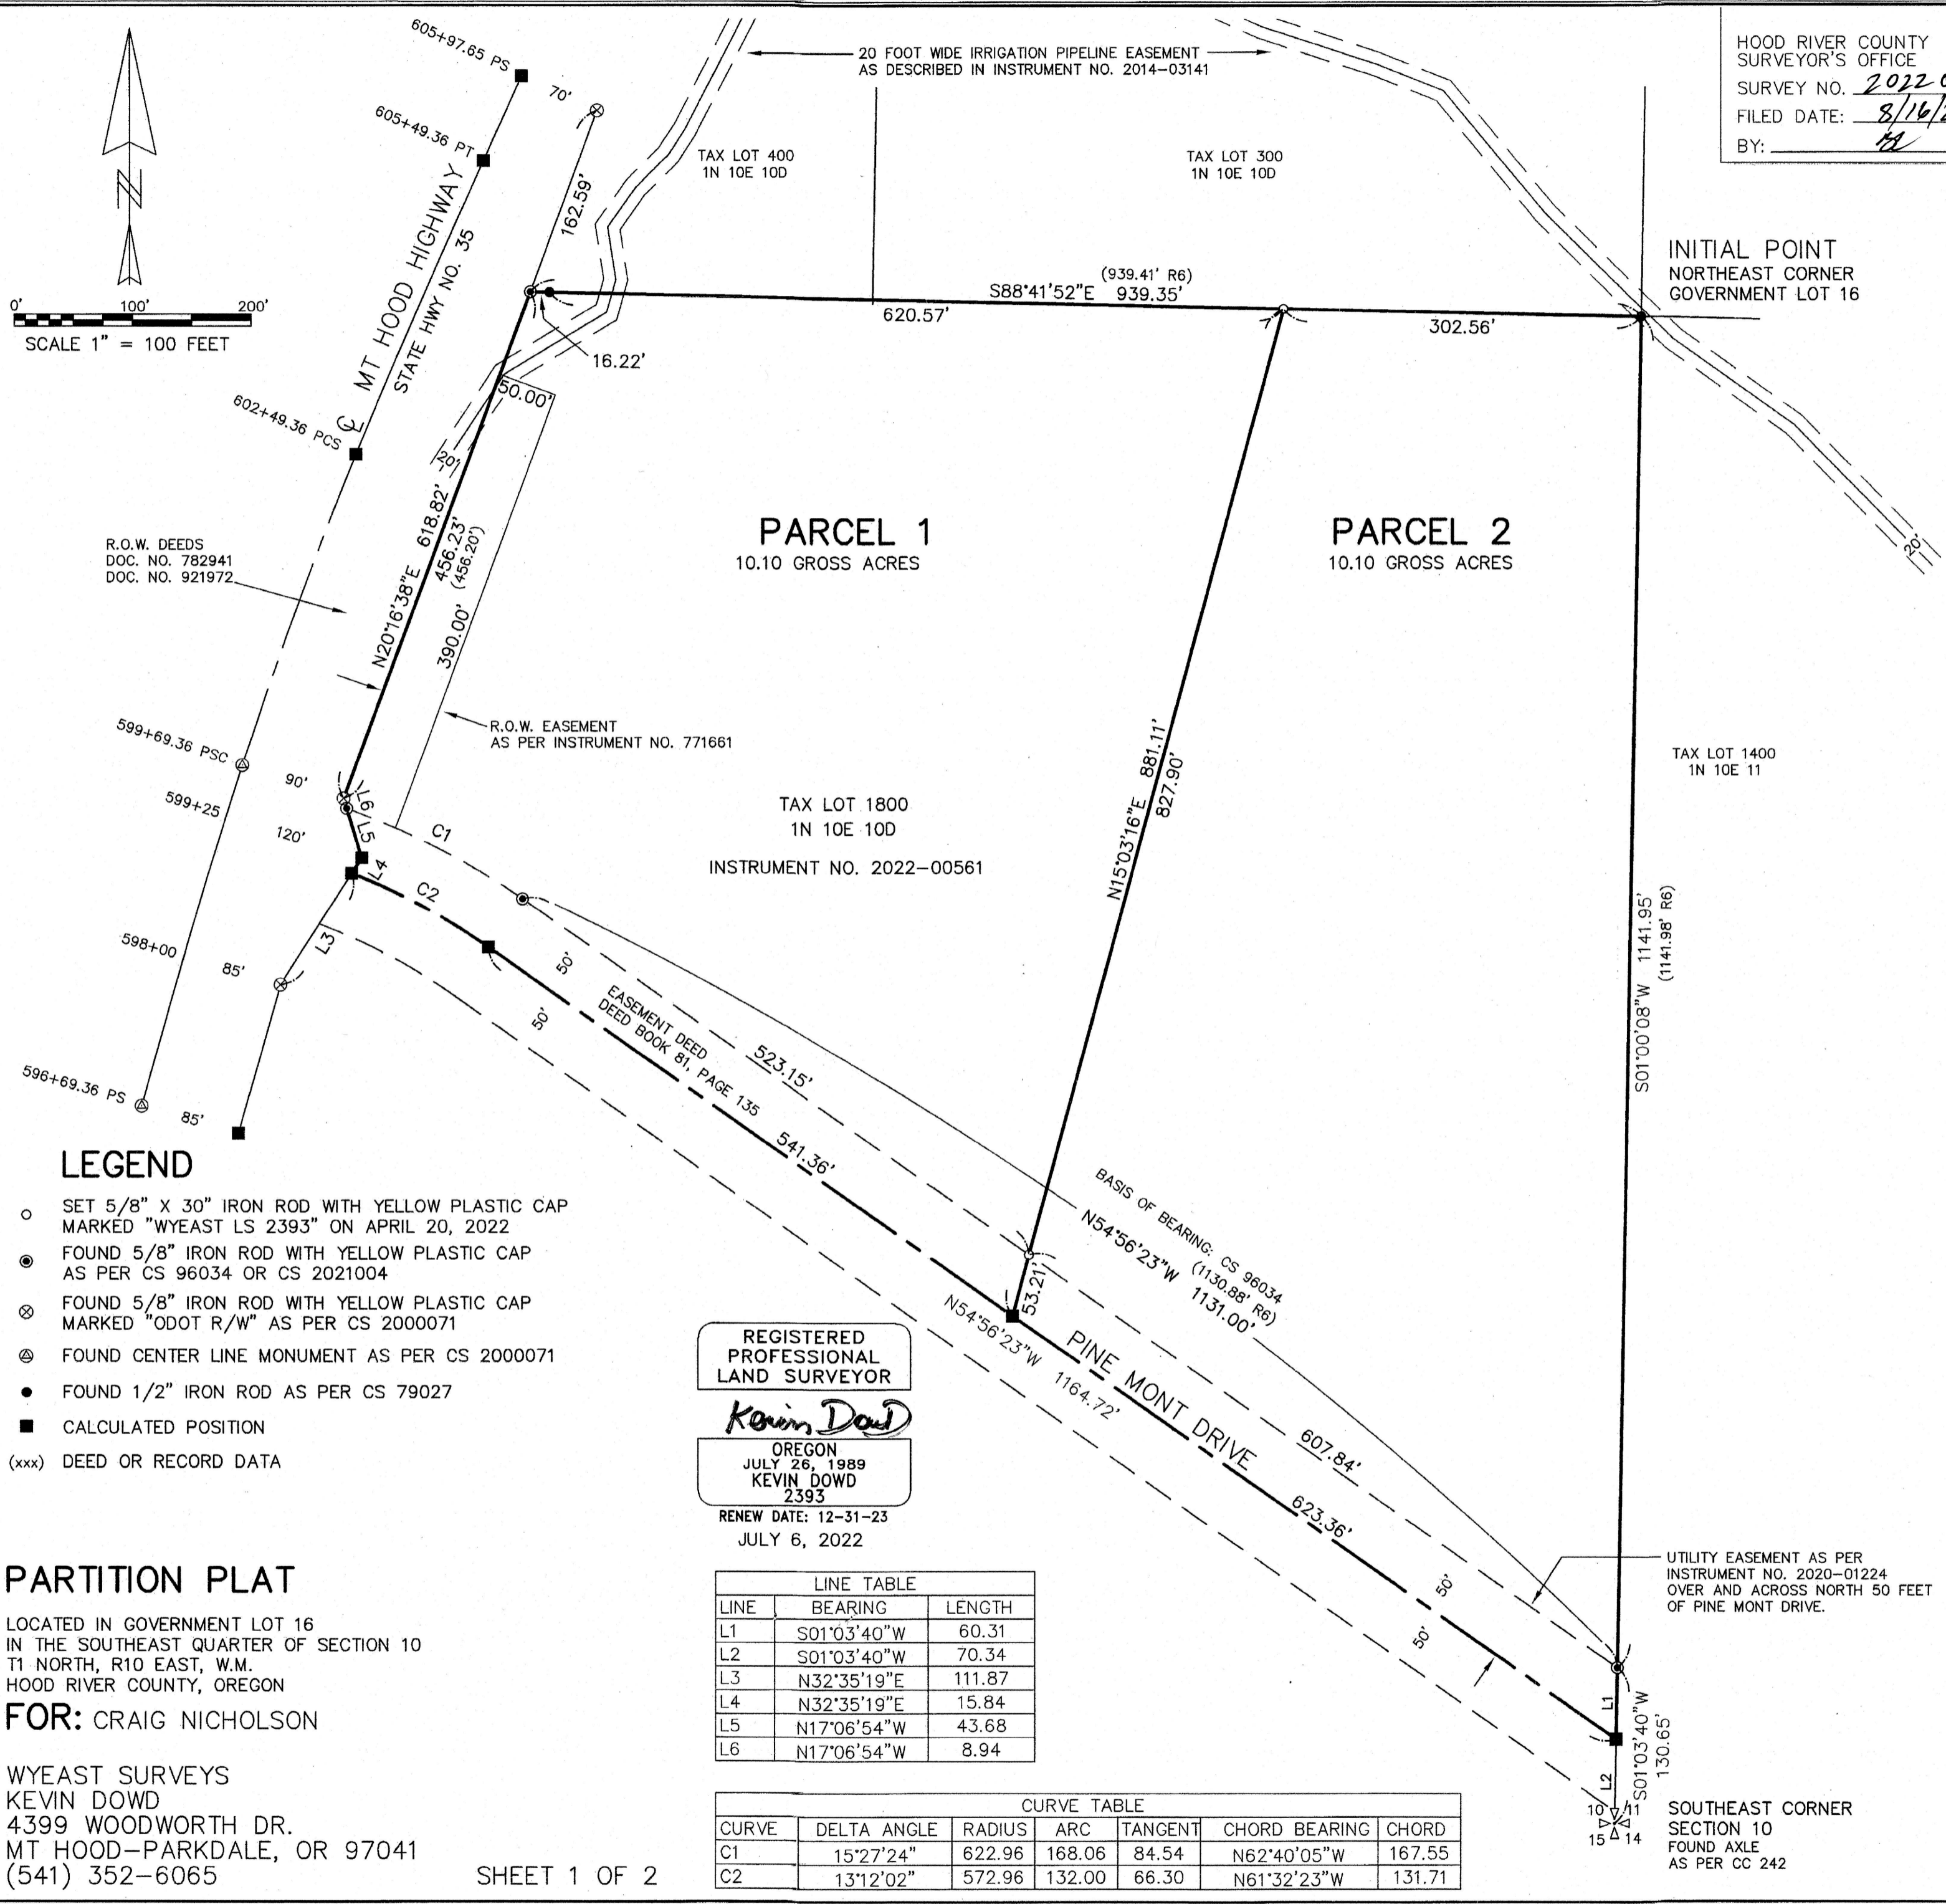 605+97.65 PS
70'
605+49.36 PT
162.59'
20 FOOT WIDE IRRIGATION PIPELINE EASEMENT
AS DESCRIBED IN INSTRUMENT NO. 2014-03141
HOOD RIVER COUNTY
SURVEYOR'S OFFICE
SURVEY NO. 2022
FILED DATE: 8/16/
BY:
TAX LOT 400
1N 10E 10D
TAX LOT 300
1N 10E 10D
N
0' 100' 200'
SCALE 1" = 100 FEET
MT HOOD HIGHWAY
STATE HWY NO. 35
INITIAL POINT
NORTHEAST CORNER
GOVERNMENT LOT 16
(939.41' R6)
S88°41'52"E 939.35'
620.57'
302.56'
16.22'
50.00'
602+49.36 PCS
CL
20'
20'
PARCEL 1
10.10 GROSS ACRES
PARCEL 2
10.10 GROSS ACRES
R.O.W. DEEDS
DOC. NO. 782941
DOC. NO. 921972
N20°16'38"E 618.82'
456.23'
(456.20')
390.00'
R.O.W. EASEMENT
AS PER INSTRUMENT NO. 771661
599+69.36 PSC
90'
599+25
120'
L6
L5
L4
C1
C2
L3
598+00
85'
596+69.36 PS
85'
TAX LOT 1800
1N 10E 10D
INSTRUMENT NO. 2022-00561
N15°03'16"E 881.11'
827.90'
TAX LOT 1400
1N 10E 11
S01°00'08"W 1141.95'
(1141.98' R6)
50'
50'
EASEMENT DEED
DEED BOOK 81, PAGE 135
523.15'
541.36'
BASIS OF BEARING: CS 96034
N54°56'23"W (1130.88' R6)
1131.00'
53.21'
N54°56'23"W 1164.72'
PINE MONT DRIVE
607.84'
623.36'
50'
50'
UTILITY EASEMENT AS PER
INSTRUMENT NO. 2020-01224
OVER AND ACROSS NORTH 50 FEET
OF PINE MONT DRIVE.
L1
L2
S01°03'40"W
130.65'
10 11
15 14
SOUTHEAST CORNER
SECTION 10
FOUND AXLE
AS PER CC 242
LEGEND
SET 5/8" X 30" IRON ROD WITH YELLOW PLASTIC CAP
MARKED "WYEAST LS 2393" ON APRIL 20, 2022
FOUND 5/8" IRON ROD WITH YELLOW PLASTIC CAP
AS PER CS 96034 OR CS 2021004
FOUND 5/8" IRON ROD WITH YELLOW PLASTIC CAP
MARKED "ODOT R/W" AS PER CS 2000071
FOUND CENTER LINE MONUMENT AS PER CS 2000071
FOUND 1/2" IRON ROD AS PER CS 79027
CALCULATED POSITION
(xxx) DEED OR RECORD DATA
REGISTERED
PROFESSIONAL
LAND SURVEYOR
Kevin Dowd
OREGON
JULY 26, 1989
KEVIN DOWD
2393
RENEW DATE: 12-31-23
JULY 6, 2022
PARTITION PLAT
LOCATED IN GOVERNMENT LOT 16
IN THE SOUTHEAST QUARTER OF SECTION 10
T1 NORTH, R10 EAST, W.M.
HOOD RIVER COUNTY, OREGON
FOR: CRAIG NICHOLSON
WYEAST SURVEYS
KEVIN DOWD
4399 WOODWORTH DR.
MT HOOD-PARKDALE, OR 97041
(541) 352-6065
SHEET 1 OF 2
LINE TABLE
LINE BEARING LENGTH
L1 S01°03'40"W 60.31
L2 S01°03'40"W 70.34
L3 N32°35'19"E 111.87
L4 N32°35'19"E 15.84
L5 N17°06'54"W 43.68
L6 N17°06'54"W 8.94
CURVE TABLE
CURVE DELTA ANGLE RADIUS ARC TANGENT CHORD BEARING CHORD
C1 15°27'24" 622.96 168.06 84.54 N62°40'05"W 167.55
C2 13°12'02" 572.96 132.00 66.30 N61°32'23"W 131.71